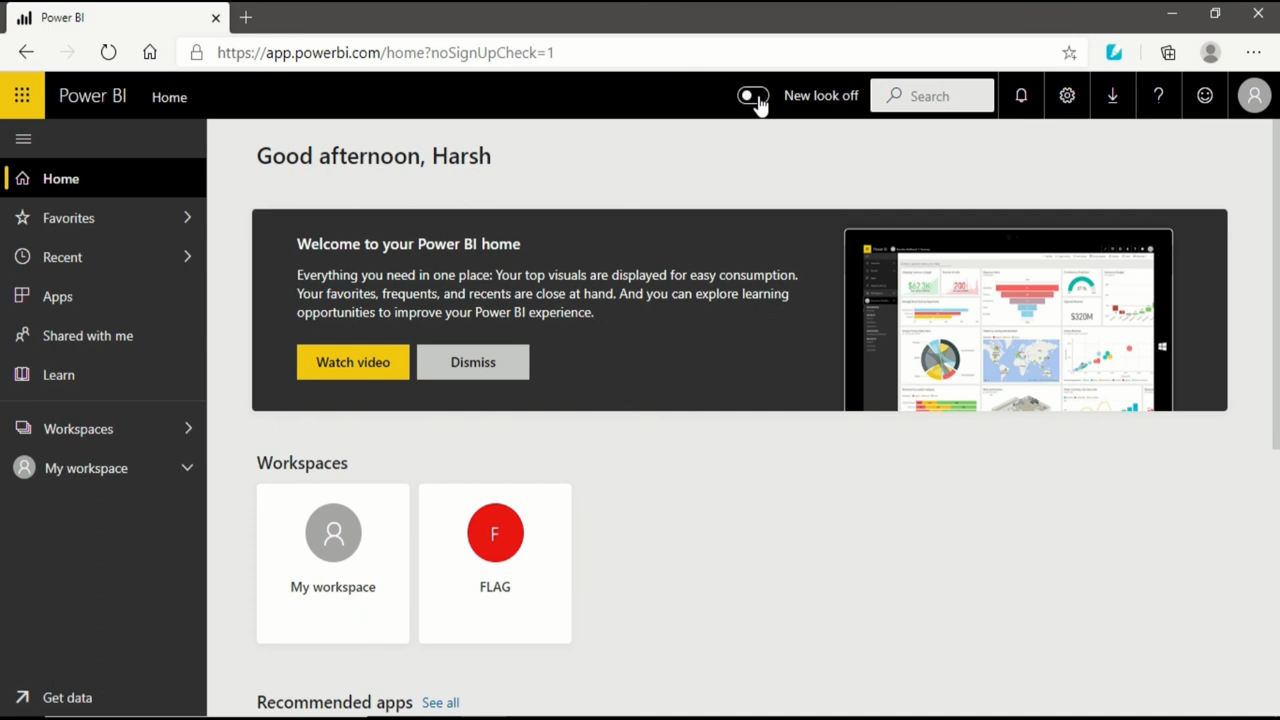 Power BI
https://app.powerbi.com/home?noSignUpCheck=1
Power BI
Home
New look off
Search
Good afternoon, Harsh
Home
Favorites
Recent
Apps
Shared with me
Learn
Workspaces
My workspace
Get data
Welcome to your Power BI home
Everything you need in one place: Your top visuals are displayed for easy consumption.
Your favorites, frequents, and recents are close at hand. And you can explore learning
opportunities to improve your Power BI experience.
Watch video
Dismiss
$62.3K
200
$320M
Workspaces
F
My workspace
FLAG
Recommended apps See all